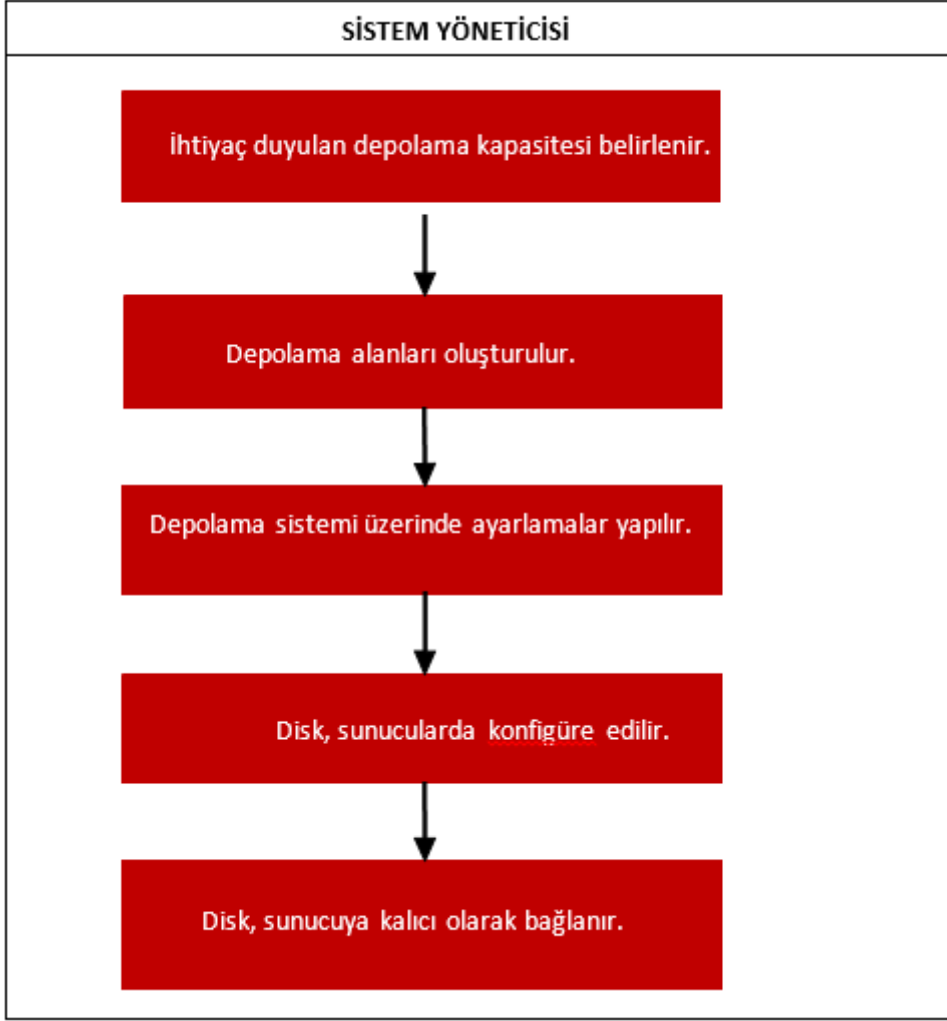 SİSTEM YÖNETİCİSİ
İhtiyaç duyulan depolama kapasitesi belirlenir.
Depolama alanları oluşturulur.
Depolama sistemi üzerinde ayarlamalar yapılır.
Disk, sunucularda konfigüre edilir.
Disk, sunucuya kalıcı olarak bağlanır.